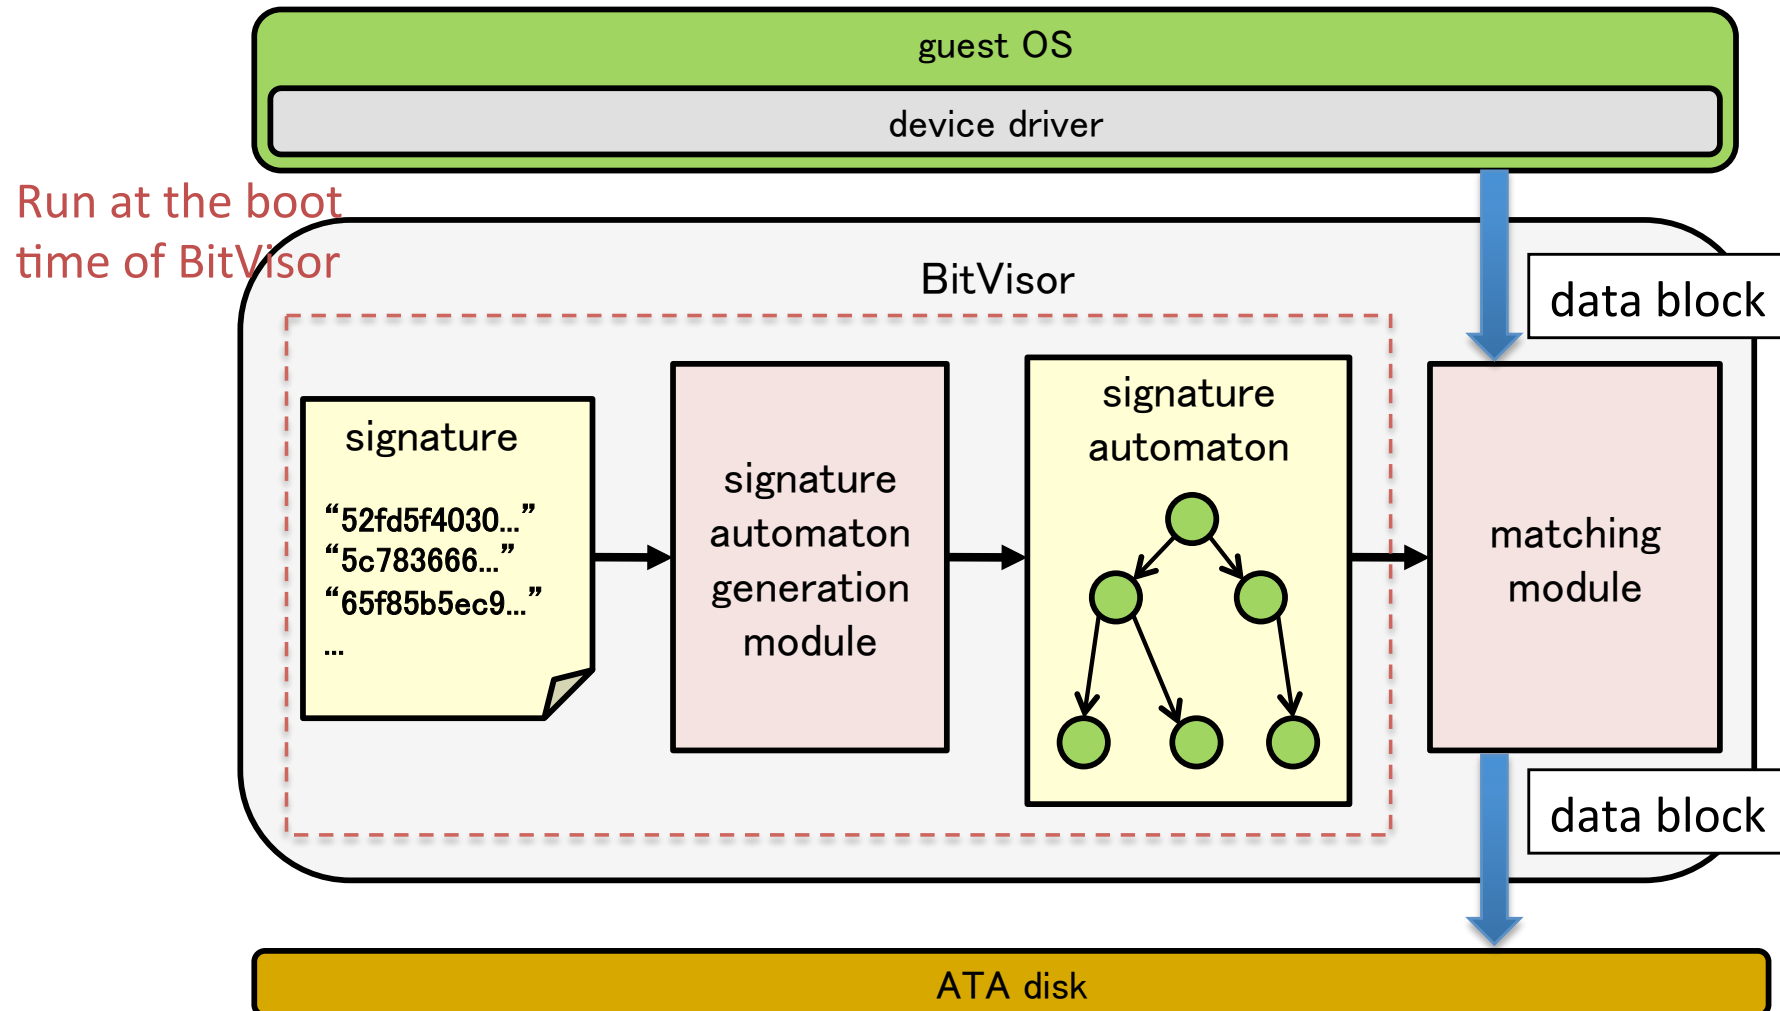 guest OS
device driver
Run at the boot
time of BitVisor
BitVisor
data block
signature
“52fd5f4030...”
“5c783666...”
“65f85b5ec9...”
...
signature
automaton
generation
module
signature
automaton
matching
module
data block
ATA disk